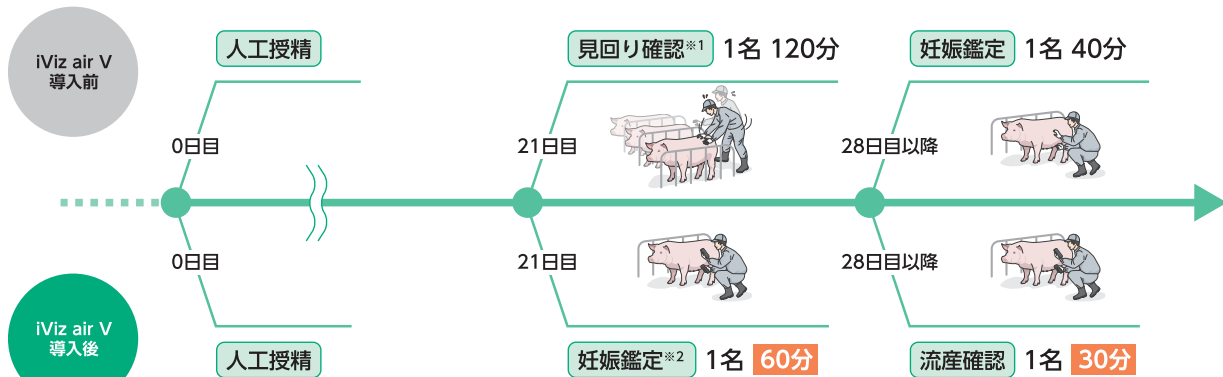 iViz air V
導入前
人工授精
見回り確認※1 1名 120分
妊娠鑑定 1名 40分
0日目
21日目
28日目以降
0日目
21日目
28日目以降
iViz air V
導入後
人工授精
妊娠鑑定※2 1名 60分
流産確認 1名 30分